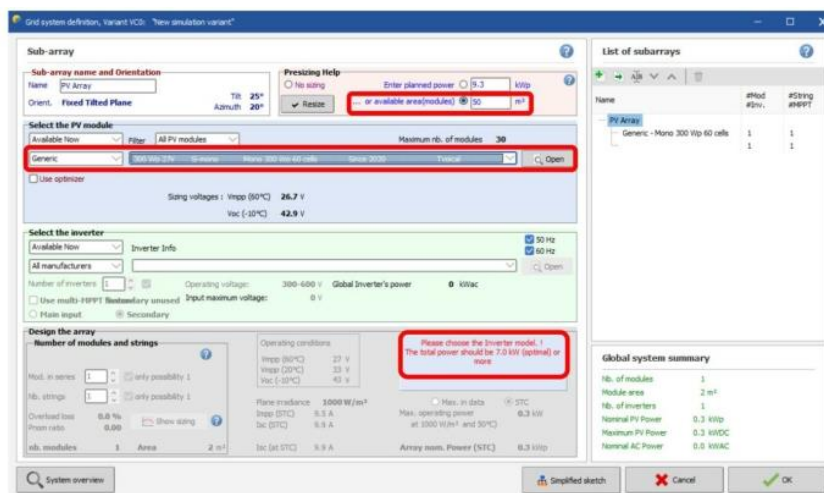 Grid system definition, Variant VC0: "New simulation variant"
Sub-array
Sub-array name and Orientation
Name PV Array
Orient. Fixed Tilted Plane
Tilt 25°
Azimuth 20°
Presizing Help
No sizing
Enter planned power 9.3 kWp
Resize
... or available area(modules) 50 m²
Select the PV module
Available Now
Filter All PV modules
Maximum nb. of modules 30
Generic
300 Wp 27V Si-mono Mono 300 Wp 60 cells Since 2020 Typical
Open
Use optimizer
Sizing voltages : Vmpp (60°C) 26.7 V
Voc (-10°C) 42.9 V
Select the inverter
Available Now
Inverter Info
50 Hz
60 Hz
All manufacturers
Open
Number of inverters 1
Operating voltage: 300-600 V Global Inverter's power 0 kWac
Use multi-MPPT
unused Input maximum voltage: 0 V
Main input Secondary
Design the array
Number of modules and strings
Mod. in series 1 only possibility 1
Nb. strings 1 only possibility 1
Overload loss 0.0 %
Pnom ratio 0.00
Show sizing
nb. modules 1 Area 2 m²
Operating conditions
Vmpp (60°C) 27 V
Vmpp (20°C) 33 V
Voc (-10°C) 43 V
Plane irradiance 1000 W/m²
Impp (STC) 9.5 A
Isc (STC) 9.9 A
Isc (at STC) 9.9 A
Please choose the Inverter model. !
The total power should be 7.0 kW (optimal) or
more
Max. in data STC
Max. operating power 0.3 kW
at 1000 W/m² and 50°C)
Array nom. Power (STC) 0.3 kWp
List of subarrays
Name
#Mod #String
#Inv. #MPPT
PV Array
Generic - Mono 300 Wp 60 cells 1 1
1 1
Global system summary
Nb. of modules 1
Module area 2 m²
Nb. of inverters 1
Nominal PV Power 0.3 kWp
Maximum PV Power 0.3 kWDC
Nominal AC Power 0.0 kWAC
System overview
Simplified sketch
Cancel
OK